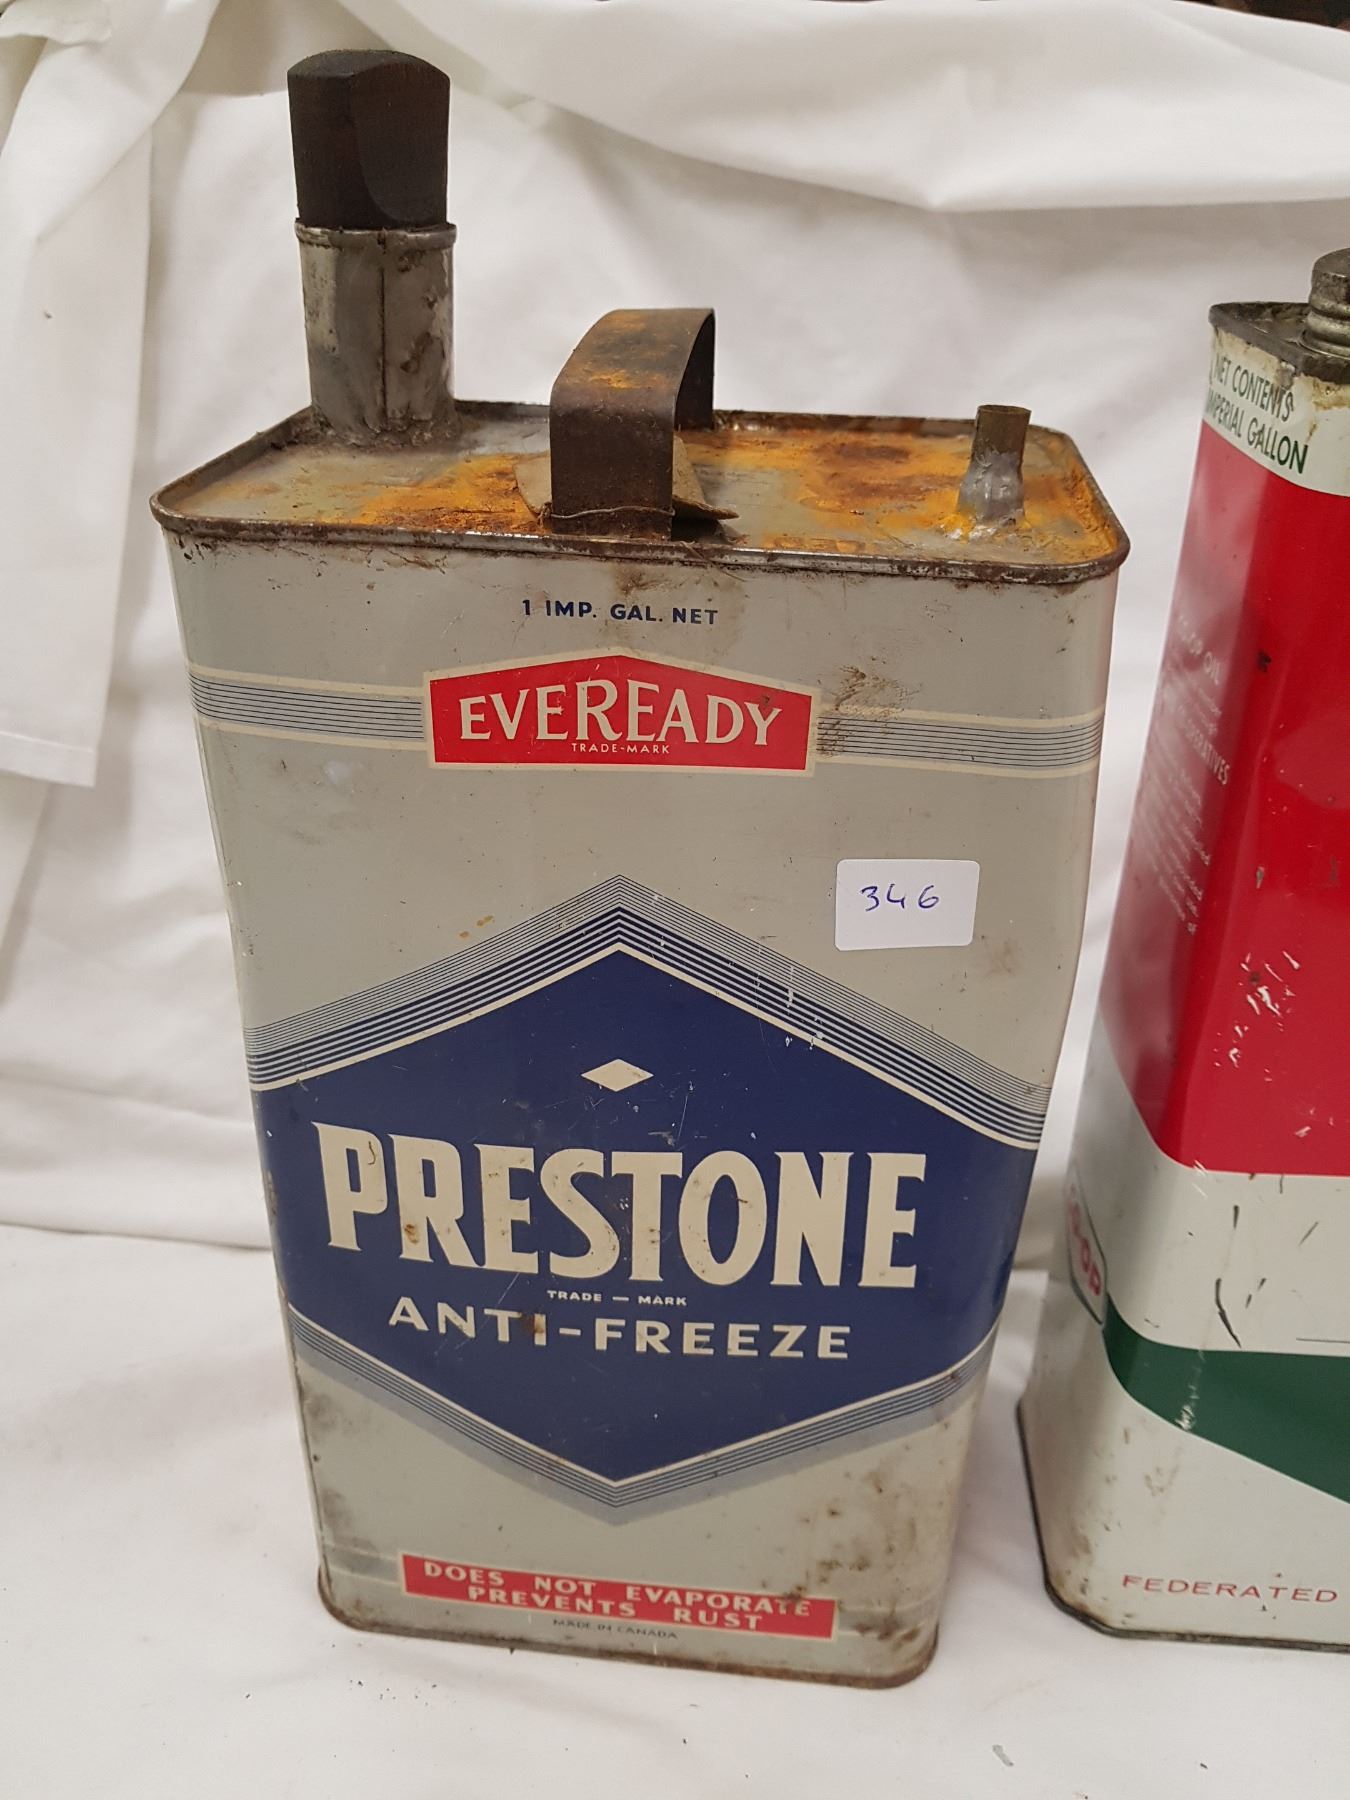 1 IMP. GAL. NET
EVEREADY
TRADE-MARK
346
PRESTONE
TRADE — MARK
ANTI-FREEZE
DOES NOT EVAPORATE
PREVENTS RUST
MADE IN CANADA
NET CONTENTS
IMPERIAL GALLON
FEDERATED